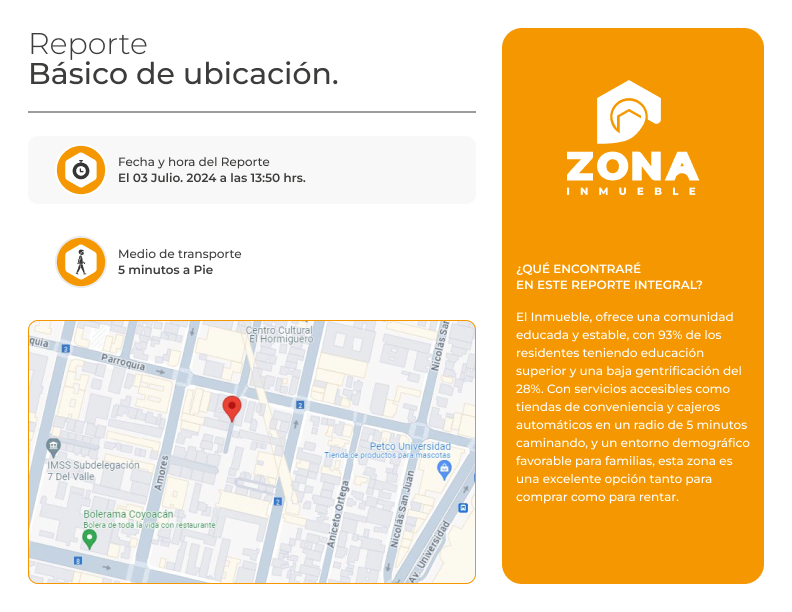 Reporte
Básico de ubicación.
Fecha y hora del Reporte
El 03 Julio. 2024 a las 13:50 hrs.
Medio de transporte
5 minutos a Pie
Centro Cultural
El Hormiguero
Nicolás San
quia
2
Parroquia
2
Petco Universidad
Tienda de productos para mascotas
IMSS Subdelegación
7 Del Valle
Amores
2
Aniceto Ortega
Nicolás San Juan
Av. Universidad
Bolerama Coyoacán
Bolera de toda la vida con restaurante
8
ZONA
INMUEBLE
¿QUÉ ENCONTRARÉ
EN ESTE REPORTE INTEGRAL?
El Inmueble, ofrece una comunidad
educada y estable, con 93% de los
residentes teniendo educación
superior y una baja gentrificación del
28%. Con servicios accesibles como
tiendas de conveniencia y cajeros
automáticos en un radio de 5 minutos
caminando, y un entorno demográfico
favorable para familias, esta zona es
una excelente opción tanto para
comprar como para rentar.